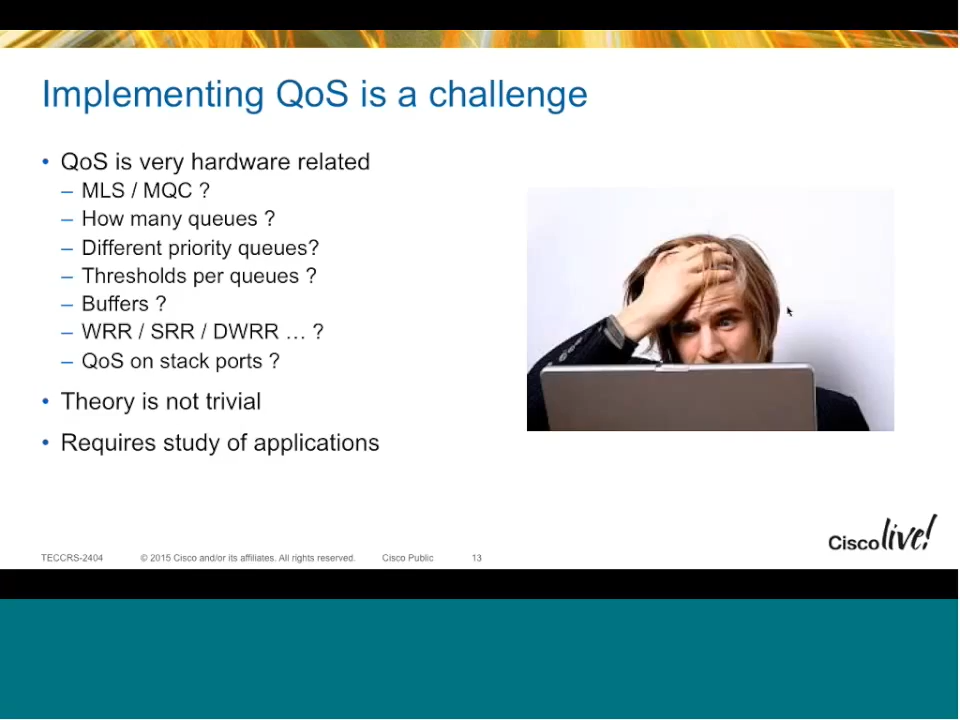 Implementing QoS is a challenge
• QoS is very hardware related
– MLS / MQC ?
– How many queues ?
– Different priority queues?
– Thresholds per queues ?
– Buffers ?
– WRR / SRR / DWRR … ?
– QoS on stack ports ?
• Theory is not trivial
• Requires study of applications
Cisco live!
TECCRS-2404 © 2015 Cisco and/or its affiliates. All rights reserved. Cisco Public 13